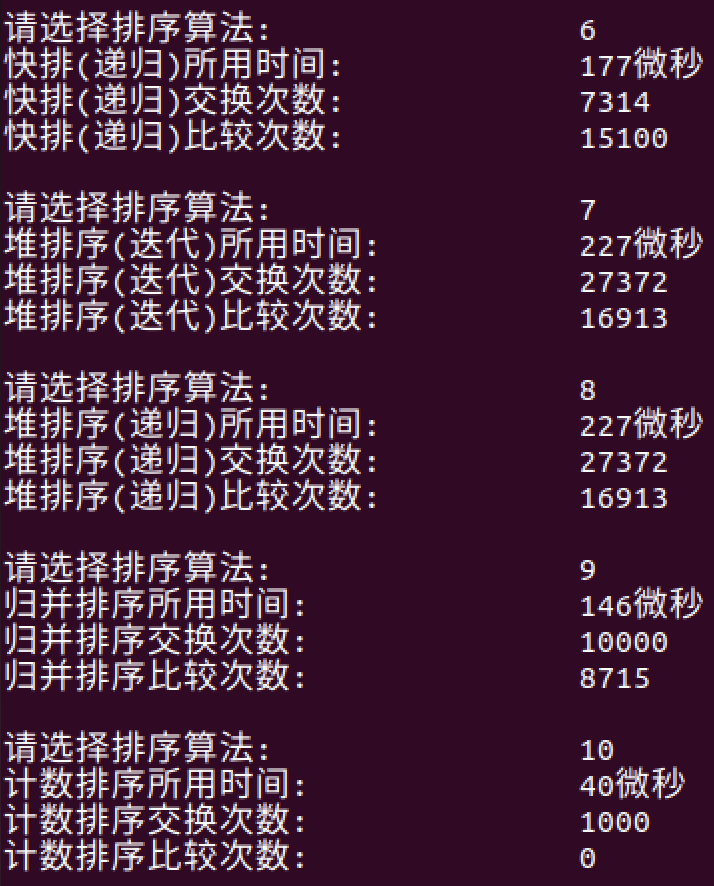 请选择排序算法: 6
快排(递归)所用时间: 177微秒
快排(递归)交换次数: 7314
快排(递归)比较次数: 15100
请选择排序算法: 7
堆排序(迭代)所用时间: 227微秒
堆排序(迭代)交换次数: 27372
堆排序(迭代)比较次数: 16913
请选择排序算法: 8
堆排序(递归)所用时间: 227微秒
堆排序(递归)交换次数: 27372
堆排序(递归)比较次数: 16913
请选择排序算法: 9
归并排序所用时间: 146微秒
归并排序交换次数: 10000
归并排序比较次数: 8715
请选择排序算法: 10
计数排序所用时间: 40微秒
计数排序交换次数: 1000
计数排序比较次数: 0